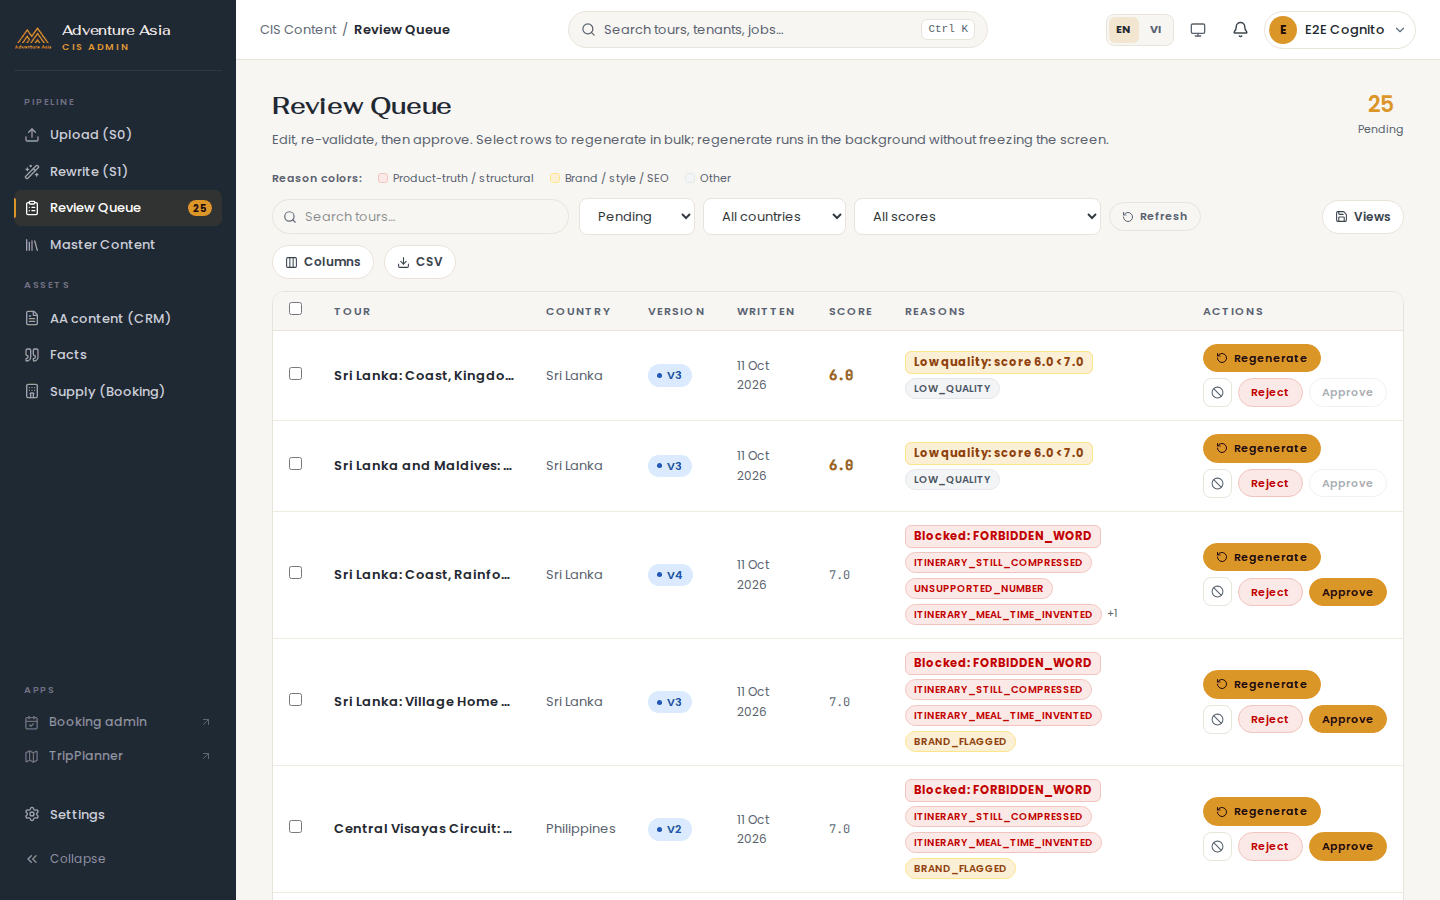 Adventure Asia
Adventure Asia
CIS ADMIN
PIPELINE
Upload (S0)
Rewrite (S1)
Review Queue 25
Master Content
ASSETS
AA content (CRM)
Facts
Supply (Booking)
APPS
Booking admin
TripPlanner
Settings
Collapse
CIS Content / Review Queue
Search tours, tenants, jobs... Ctrl K
EN VI
E E2E Cognito
Review Queue
25
Pending
Edit, re-validate, then approve. Select rows to regenerate in bulk; regenerate runs in the background without freezing the screen.
Reason colors: Product-truth / structural Brand / style / SEO Other
Search tours... Pending All countries All scores Refresh Views
Columns CSV
TOUR COUNTRY VERSION WRITTEN SCORE REASONS ACTIONS
Sri Lanka: Coast, Kingdo... Sri Lanka V3 11 Oct 2026 6.0 Low quality: score 6.0 < 7.0 Regenerate
LOW_QUALITY Reject Approve
Sri Lanka and Maldives: ... Sri Lanka V3 11 Oct 2026 6.0 Low quality: score 6.0 < 7.0 Regenerate
LOW_QUALITY Reject Approve
Sri Lanka: Coast, Rainfo... Sri Lanka V4 11 Oct 2026 7.0 Blocked: FORBIDDEN_WORD Regenerate
ITINERARY_STILL_COMPRESSED
UNSUPPORTED_NUMBER Reject Approve
ITINERARY_MEAL_TIME_INVENTED +1
Sri Lanka: Village Home ... Sri Lanka V3 11 Oct 2026 7.0 Blocked: FORBIDDEN_WORD Regenerate
ITINERARY_STILL_COMPRESSED
ITINERARY_MEAL_TIME_INVENTED Reject Approve
BRAND_FLAGGED
Central Visayas Circuit: ... Philippines V2 11 Oct 2026 7.0 Blocked: FORBIDDEN_WORD Regenerate
ITINERARY_STILL_COMPRESSED
ITINERARY_MEAL_TIME_INVENTED Reject Approve
BRAND_FLAGGED